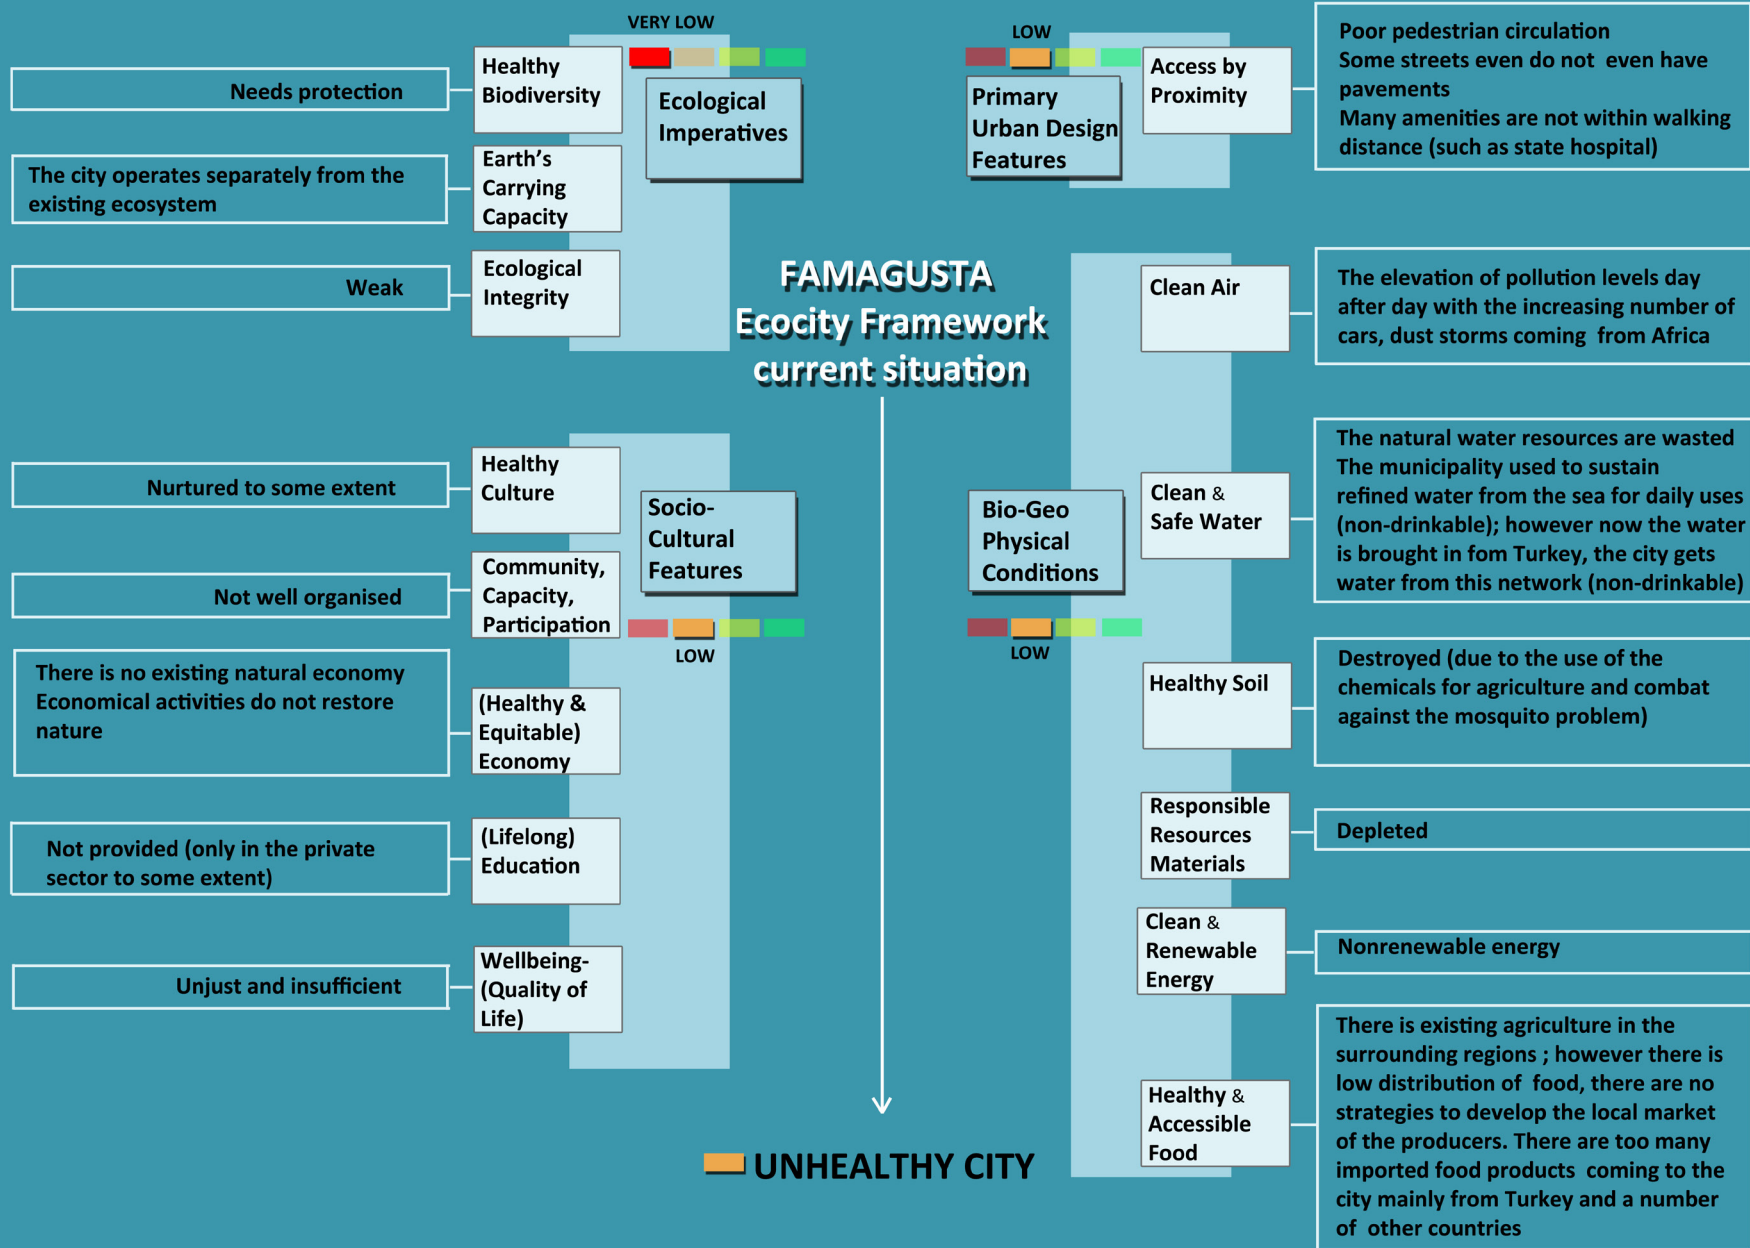 VERY LOW
Healthy
Biodiversity
Needs protection
Ecological
Imperatives
Earth's
Carrying
Capacity
The city operates separately from the
existing ecosystem
Ecological
Integrity
Weak
LOW
Primary
Urban Design
Features
Access by
Proximity
Poor pedestrian circulation
Some streets even do not even have
pavements
Many amenities are not within walking
distance (such as state hospital)
FAMAGUSTA
Ecocity Framework
current situation
Healthy
Culture
Nurtured to some extent
Socio-
Cultural
Features
Community,
Capacity,
Participation
Not well organised
LOW
There is no existing natural economy
Economical activities do not restore
nature
(Healthy &
Equitable)
Economy
Not provided (only in the private
sector to some extent)
(Lifelong)
Education
Unjust and insufficient
Wellbeing-
(Quality of
Life)
Clean Air
The elevation of pollution levels day
after day with the increasing number of
cars, dust storms coming from Africa
Bio-Geo
Physical
Conditions
LOW
Clean &
Safe Water
The natural water resources are wasted
The municipality used to sustain
refined water from the sea for daily uses
(non-drinkable); however now the water
is brought in fom Turkey, the city gets
water from this network (non-drinkable)
Healthy Soil
Destroyed (due to the use of the
chemicals for agriculture and combat
against the mosquito problem)
Responsible
Resources
Materials
Depleted
Clean &
Renewable
Energy
Nonrenewable energy
Healthy &
Accessible
Food
There is existing agriculture in the
surrounding regions ; however there is
low distribution of food, there are no
strategies to develop the local market
of the producers. There are too many
imported food products coming to the
city mainly from Turkey and a number
of other countries
UNHEALTHY CITY